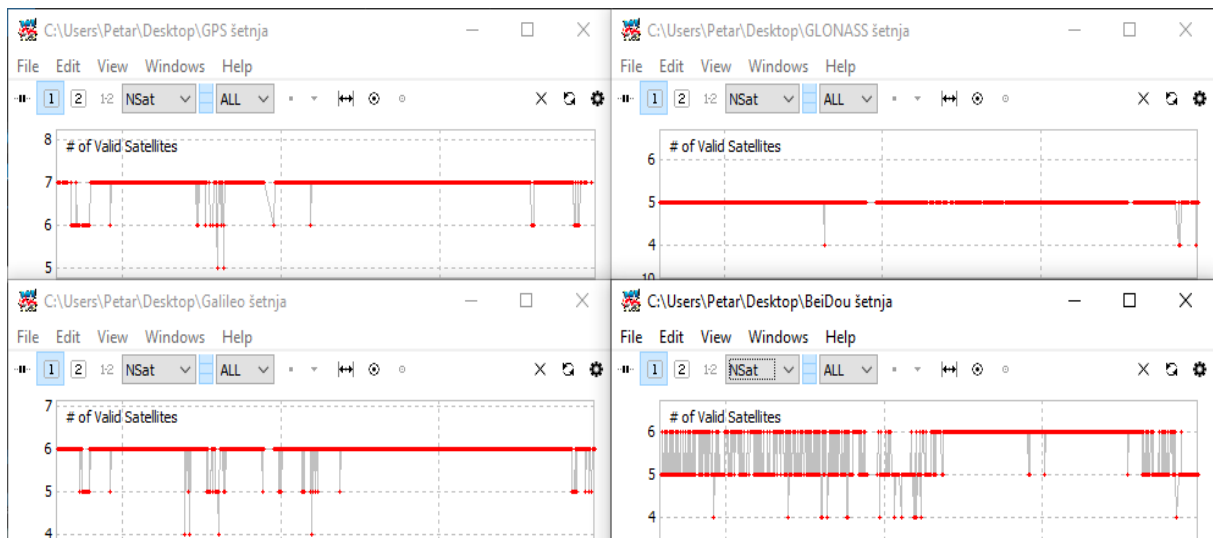 C:\Users\Petar\Desktop\GPS šetnja
File Edit View Windows Help
1 2 1-2 NSat ALL
8
# of Valid Satellites
7
6
5
C:\Users\Petar\Desktop\GLONASS šetnja
File Edit View Windows Help
1 2 1-2 NSat ALL
# of Valid Satellites
6
5
4
10
C:\Users\Petar\Desktop\Galileo šetnja
File Edit View Windows Help
1 2 1-2 NSat ALL
7
# of Valid Satellites
6
5
4
C:\Users\Petar\Desktop\BeiDou šetnja
File Edit View Windows Help
1 2 1-2 NSat ALL
# of Valid Satellites
6
5
4